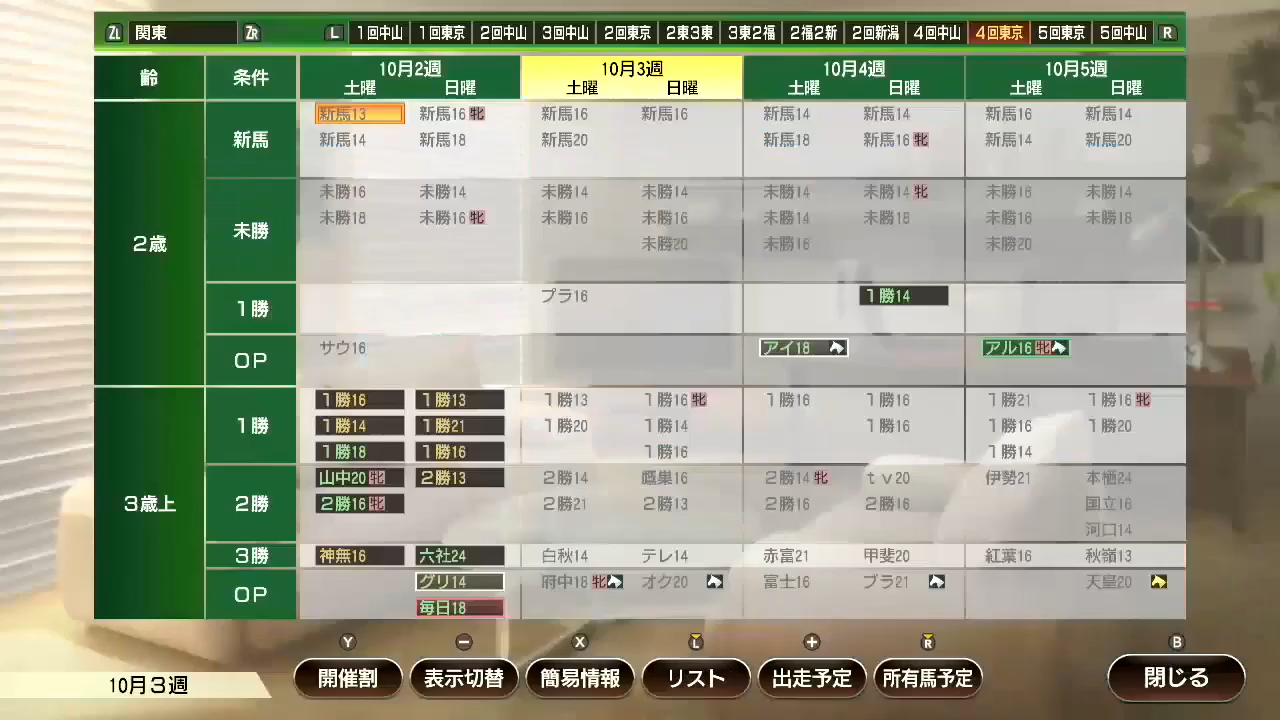 ZL 関東 ZR L 1回中山 1回東京 2回中山 3回中山 2回東京 2東3東 3東2福 2福2新 2回新潟 4回中山 4回東京 5回東京 5回中山 R
齢 条件 10月2週 10月3週 10月4週 10月5週
土曜 日曜 土曜 日曜 土曜 日曜 土曜 日曜
2歳
新馬
新馬13 新馬16 牝 新馬16 新馬16 新馬14 新馬14 新馬16 新馬14
新馬14 新馬18 新馬20 新馬18 新馬16 牝 新馬14 新馬20
未勝
未勝16 未勝14 未勝14 未勝14 未勝14 未勝14 牝 未勝16 未勝14
未勝18 未勝16 牝 未勝16 未勝16 未勝14 未勝18 未勝16 未勝18
未勝20 未勝16 未勝20
1勝
プラ16 1勝14
OP
サウ16 アイ18 アル16 牝
3歳上
1勝
1勝16 1勝13 1勝13 1勝16 牝 1勝16 1勝16 1勝21 1勝16 牝
1勝14 1勝21 1勝20 1勝14 1勝16 1勝16 1勝20
1勝18 1勝16 1勝16 1勝14
2勝
山中20 牝 2勝13 2勝14 鷹巣16 2勝14 牝 tv20 伊勢21 本栖24
2勝16 牝 2勝21 2勝13 2勝16 2勝16 国立16
河口14
3勝
神無16 六社24 白秋14 テレ14 赤富21 甲斐20 紅葉16 秋嶺13
OP
グリ14 府中18 牝 オク20 富士16 ブラ21 天皇20
毎日18
Y − X L + R B
開催割 表示切替 簡易情報 リスト 出走予定 所有馬予定 閉じる
10月3週